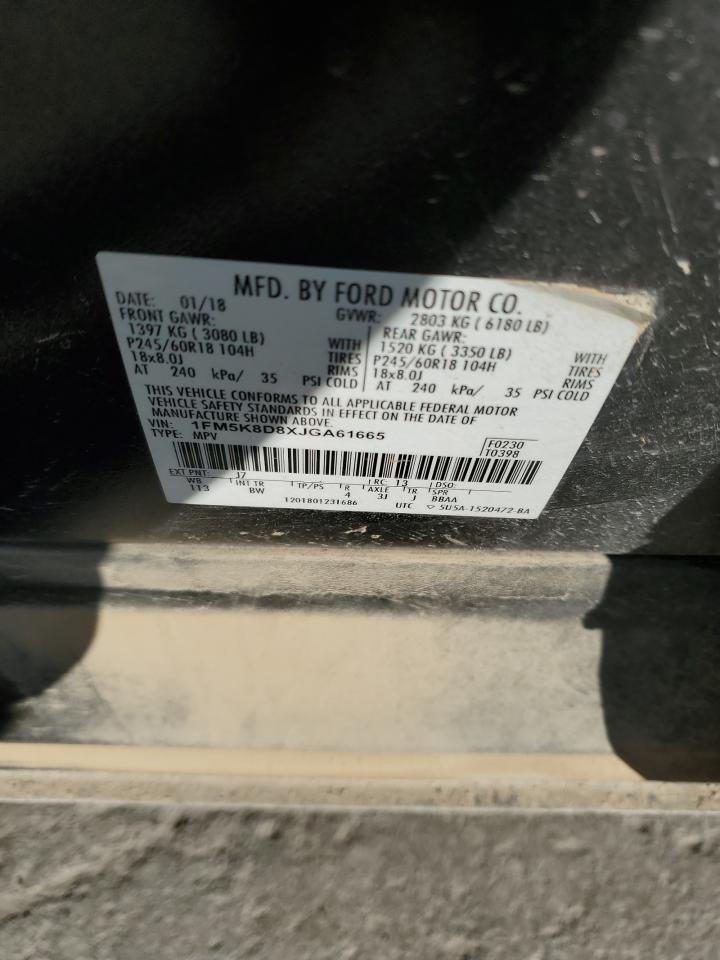 MFD. BY FORD MOTOR CO.
DATE: 01/18 GVWR: 2803 KG ( 6180 LB)
FRONT GAWR: REAR GAWR:
1397 KG ( 3080 LB) WITH 1520 KG ( 3350 LB) WITH
P245/60R18 104H TIRES P245/60R18 104H TIRES
18x8.0J RIMS 18x8.0J RIMS
AT 240 kPa/ 35 PSI COLD AT 240 kPa/ 35 PSI COLD
THIS VEHICLE CONFORMS TO ALL APPLICABLE FEDERAL MOTOR
VEHICLE SAFETY STANDARDS IN EFFECT ON THE DATE OF
MANUFACTURE SHOWN ABOVE.
VIN: 1FM5K8D8XJGA61665
TYPE: MPV F0230
T0398
EXT PNT: J7 RC: 13 DSO:
WB INT TR TP/PS R AXLE TR SPR
113 BW 4 3J J BBAA
1201801231686 UTC ▽ 5U5A-1520472-BA